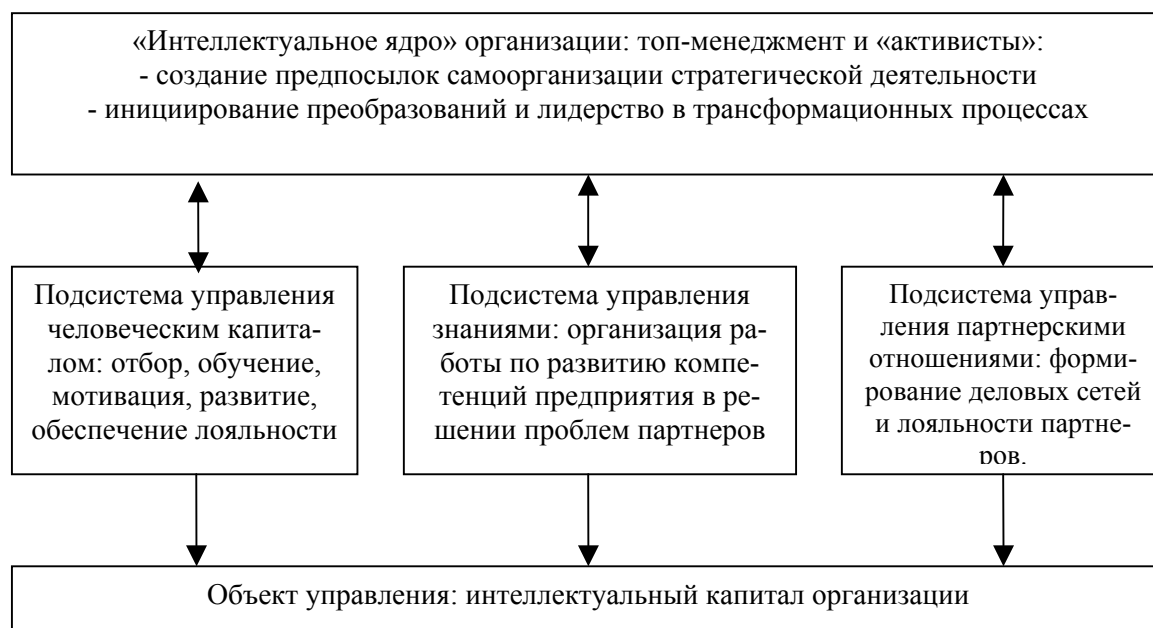 «Интеллектуальное ядро» организации: топ-менеджмент и «активисты»:
- создание предпосылок самоорганизации стратегической деятельности
- инициирование преобразований и лидерство в трансформационных процессах
Подсистема управления
человеческим капита-
лом: отбор, обучение,
мотивация, развитие,
обеспечение лояльности
Подсистема управления
знаниями: организация ра-
боты по развитию компе-
тенций предприятия в ре-
шении проблем партнеров
Подсистема управ-
ления партнерскими
отношениями: форми-
рование деловых сетей
и лояльности партне-
ров.
Объект управления: интеллектуальный капитал организации